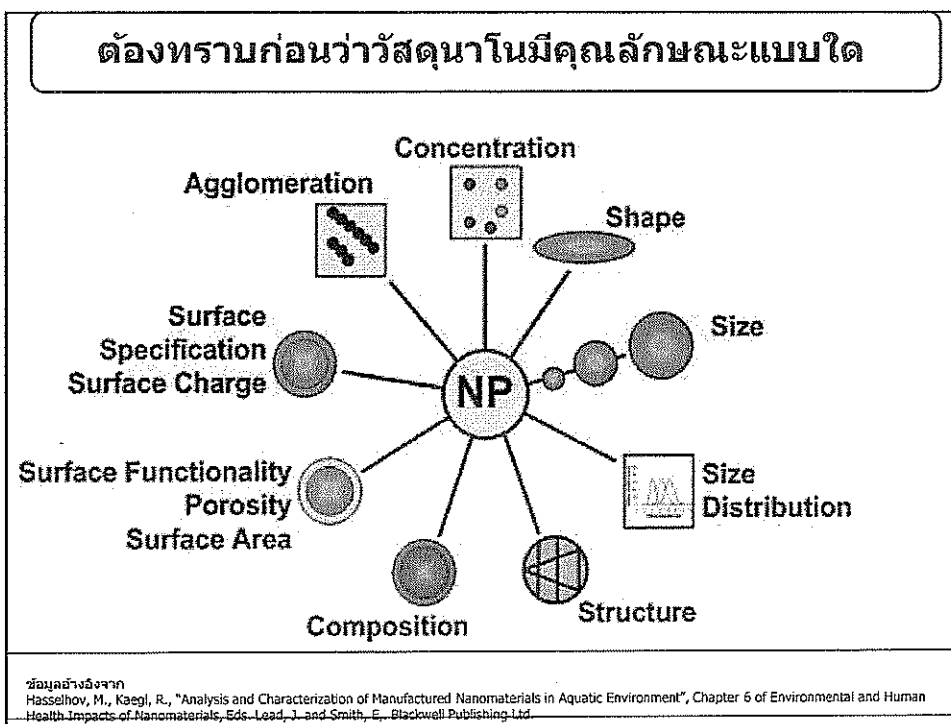 ต้องทราบก่อนว่าวัสดุนาโนมีคุณลักษณะแบบใด
Concentration
Agglomeration
Shape
Surface
Specification
Surface Charge
Size
NP
Surface Functionality
Porosity
Surface Area
Size
Distribution
Composition
Structure
ข้อมูลอ้างอิงจาก
Hasselhov, M., Kaegl, R., "Analysis and Characterization of Manufactured Nanomaterials in Aquatic Environment", Chapter 6 of Environmental and Human
Health Impacts of Nanomaterials, Eds. Lead, J. and Smith, E., Blackwell Publishing Ltd.